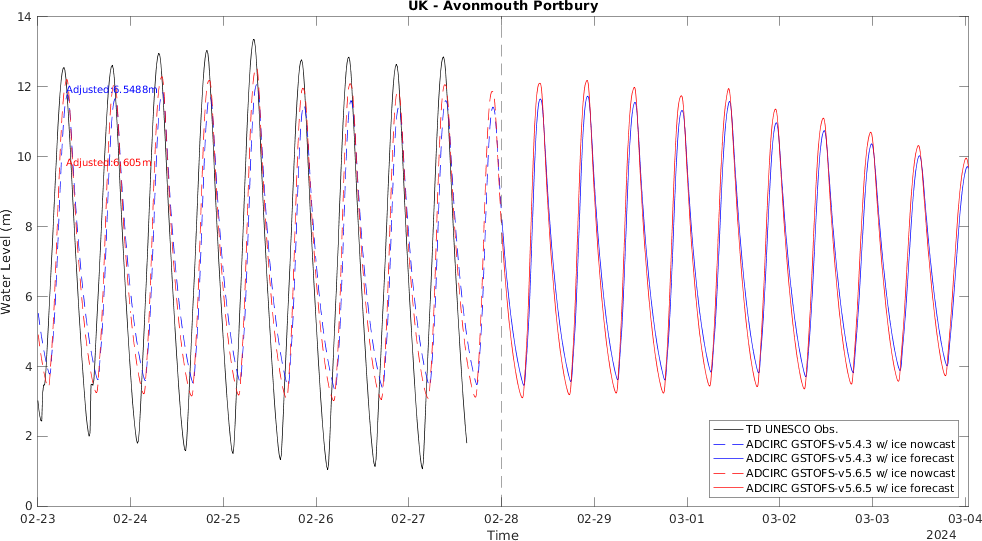 UK - Avonmouth Portbury
14
12
10
8
6
4
2
0
Water Level (m)
Adjusted:6.5488m
Adjusted:6.605m
TD UNESCO Obs.
ADCIRC GSTOFS-v5.4.3 w/ ice nowcast
ADCIRC GSTOFS-v5.4.3 w/ ice forecast
ADCIRC GSTOFS-v5.6.5 w/ ice nowcast
ADCIRC GSTOFS-v5.6.5 w/ ice forecast
02-23 02-24 02-25 02-26 02-27 02-28 02-29 03-01 03-02 03-03 03-04
Time
2024